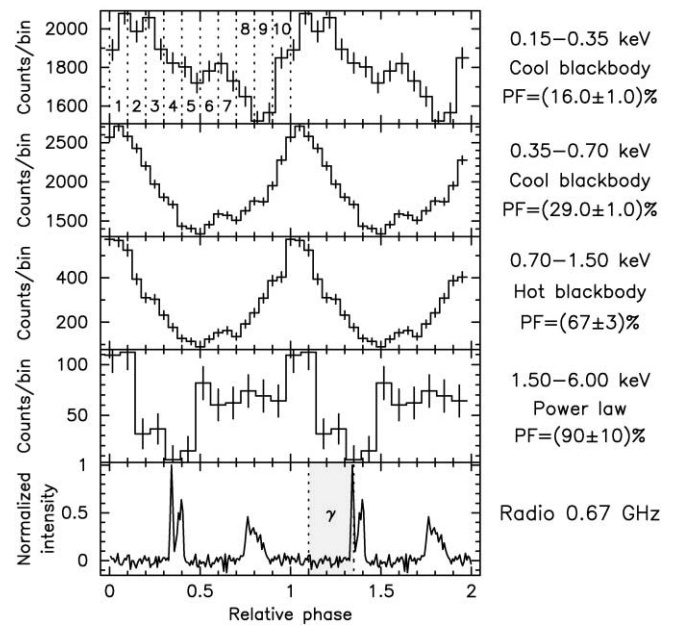 Counts/bin
2000
1800
1600
1 2 3 4 5 6 7 8 9 10
0.15−0.35 keV
Cool blackbody
PF=(16.0±1.0)%
Counts/bin
2500
2000
1500
0.35−0.70 keV
Cool blackbody
PF=(29.0±1.0)%
Counts/bin
400
200
0.70−1.50 keV
Hot blackbody
PF=(67±3)%
Counts/bin
100
50
1.50−6.00 keV
Power law
PF=(90±10)%
Normalized
intensity
1
0.5
0
γ
Radio 0.67 GHz
0 0.5 1 1.5 2
Relative phase